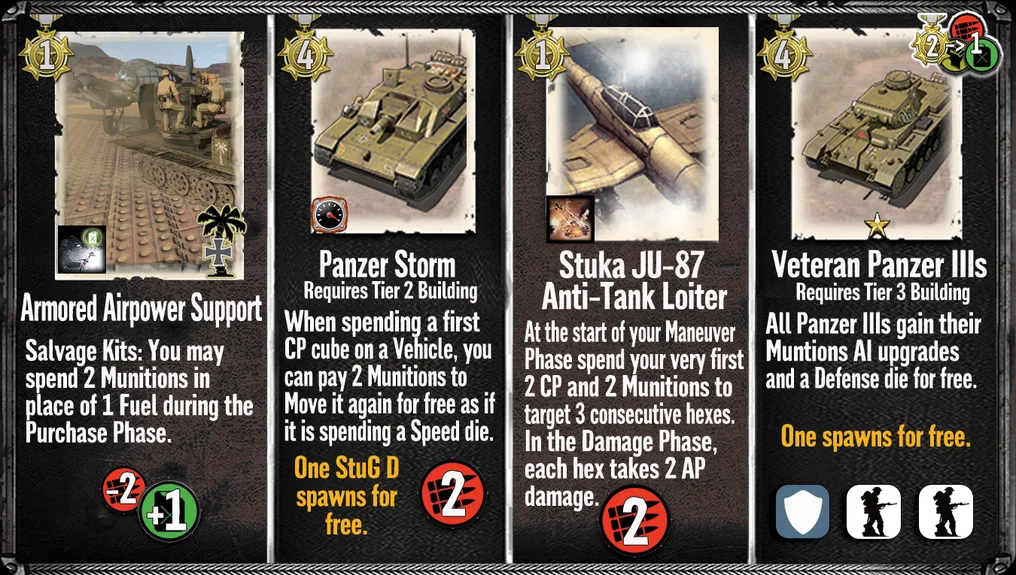 1
Armored Airpower Support
Salvage Kits: You may
spend 2 Munitions in
place of 1 Fuel during the
Purchase Phase.
-2
+1
4
Panzer Storm
Requires Tier 2 Building
When spending a first
CP cube on a Vehicle, you
can pay 2 Munitions to
Move it again for free as if
it is spending a Speed die.
One StuG D
spawns for
free.
2
1
Stuka JU-87
Anti-Tank Loiter
At the start of your Maneuver
Phase spend your very first
2 CP and 2 Munitions to
target 3 consecutive hexes.
In the Damage Phase,
each hex takes 2 AP
damage.
2
4
2->1
Veteran Panzer IIIs
Requires Tier 3 Building
All Panzer IIIs gain their
Muntions AI upgrades
and a Defense die for free.
One spawns for free.